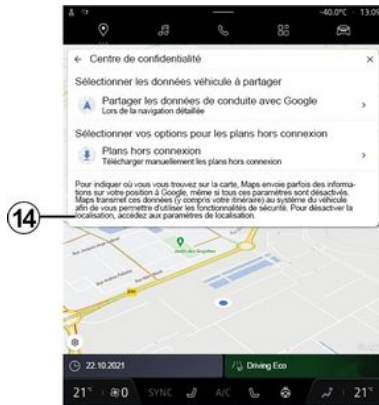 -40.0°C 13.09
← Centre de confidentialité ×
Sélectionner les données véhicule à partager
Partager les données de conduite avec Google
Lors de la navigation détaillée
Sélectionner vos options pour les plans hors connexion
Plans hors connexion
Télécharger manuellement les plans hors connexion
Pour indiquer où vous vous trouvez sur la carte, Maps envoie parfois des informa-
tions sur votre position à Google, même si tous ces paramètres sont désactivés.
Maps transmet ces données (y compris votre itinéraire) au système du véhicule
afin de vous permettre d'utiliser les fonctionnalités de sécurité. Pour désactiver la
localisation, accédez aux paramètres de localisation.
14
22.10.2021 Driving Eco
21° 0 SYNC A/C 21°